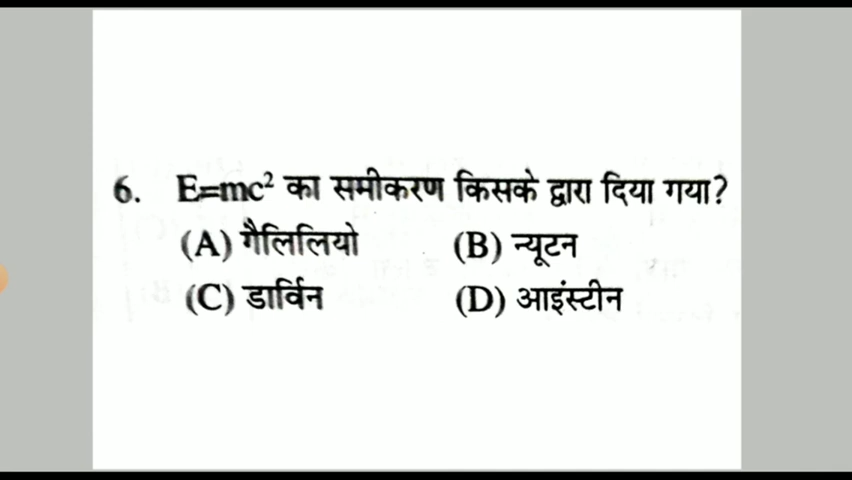 6. E=mc² का समीकरण किसके द्वारा दिया गया?
(A) गैलिलियो (B) न्यूटन
(C) डार्विन (D) आइंस्टीन